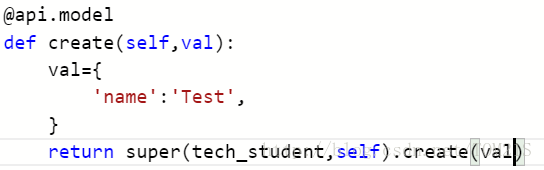 @api.model
def create(self,val):
    val={
        'name':'Test',
    }
    return super(tech_student,self).create(val)